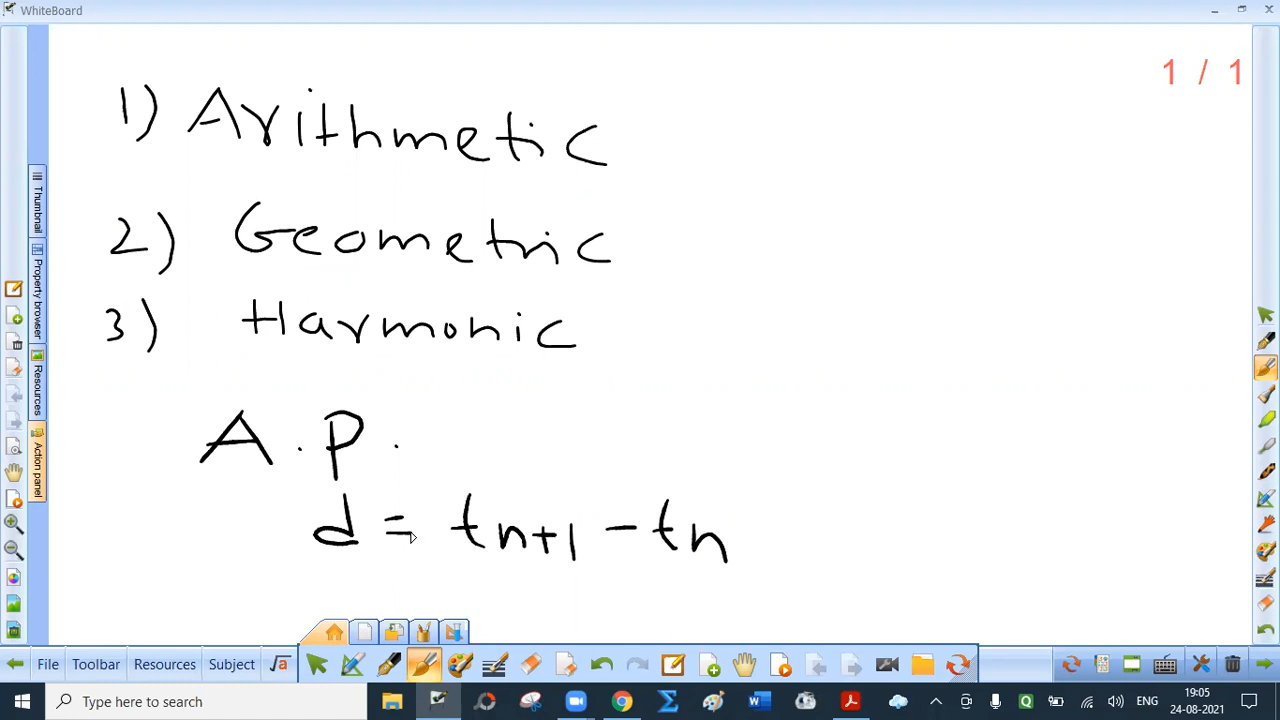 WhiteBoard
1 / 1
1) Arithmetic
2) Geometric
3) Harmonic
A.P.
d = tn+1 - tn
Thumbnail
Property browser
Resources
Action panel
File Toolbar Resources Subject √a
Type here to search
ENG
19:05
24-08-2021